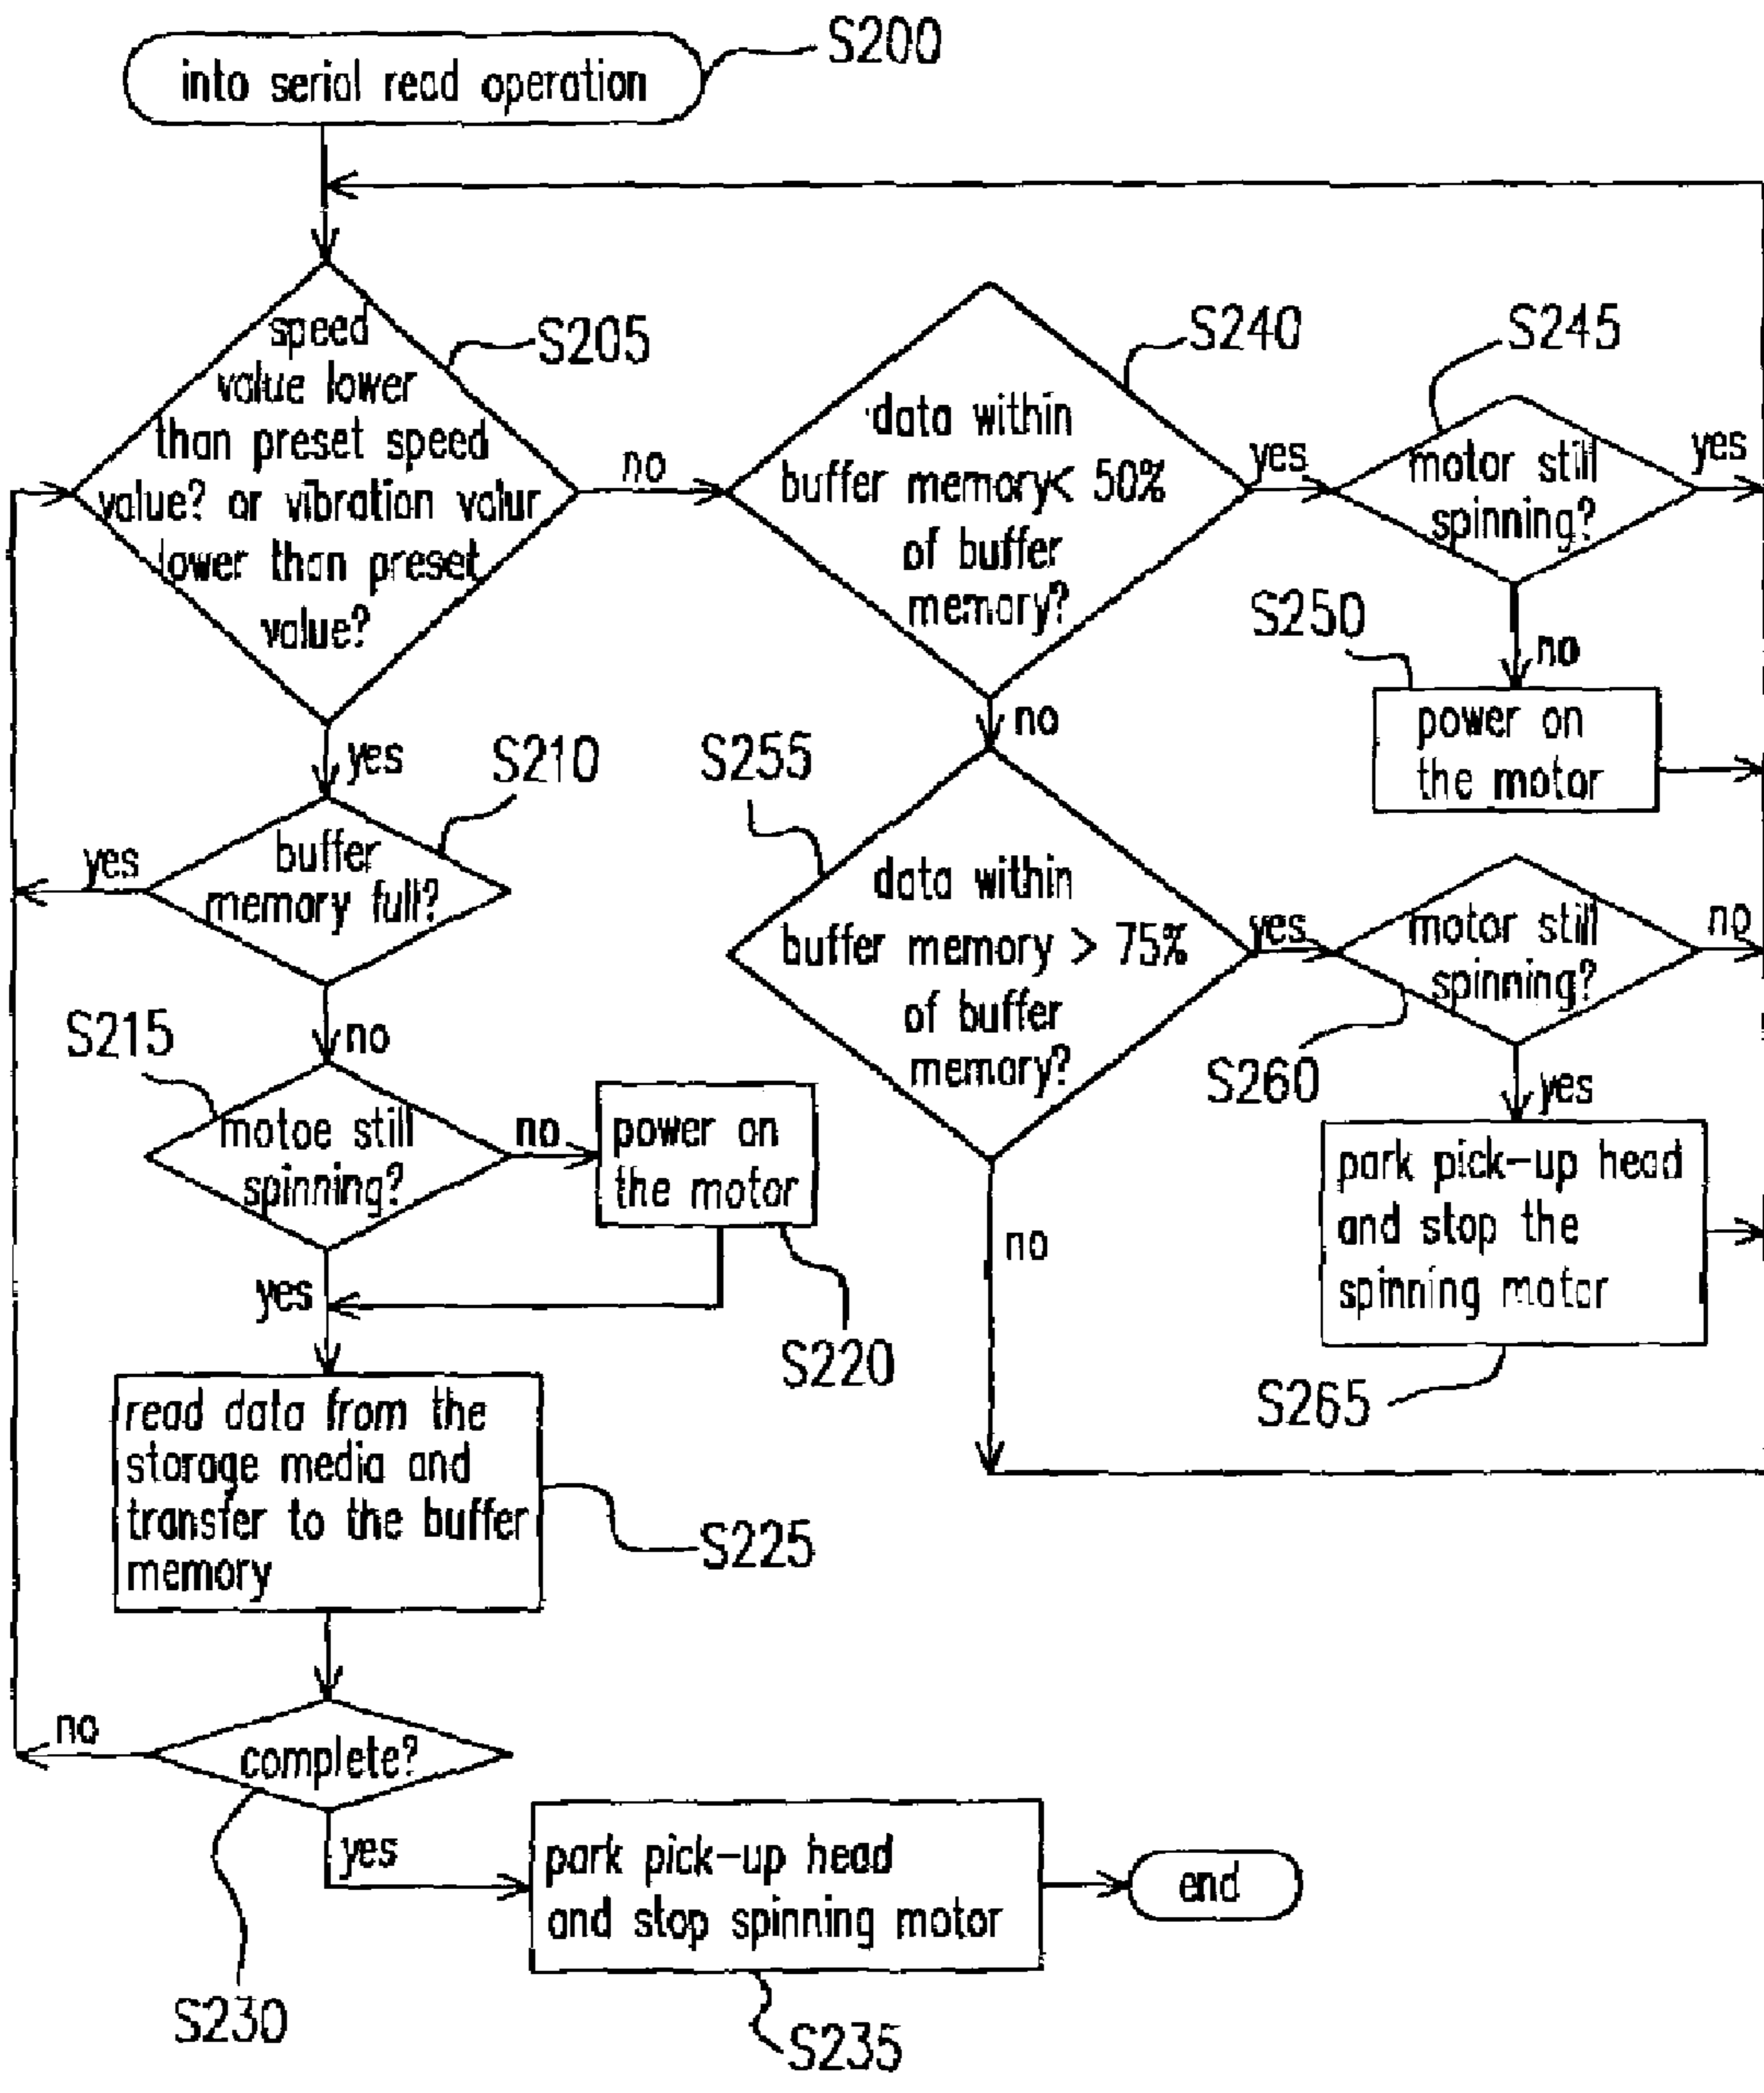 S200
into serial read operation
speed
value lower
than preset speed
value? or vibration valur
lower than preset
value?
S205
no
data within
buffer memory< 50%
of buffer
memory?
S240
yes
motor still
spinning?
S245
yes
no
S250
power on
the motor
no
S255
data within
buffer memory > 75%
of buffer
memory?
yes
motor still
spinning?
no
S260
yes
park pick-up head
and stop the
spinning motor
S265
no
yes
S210
buffer
memory full?
yes
no
S215
motoe still
spinning?
no
power on
the motor
S220
yes
read data from the
storage media and
transfer to the buffer
memory
S225
no
complete?
S230
yes
park pick-up head
and stop spinning motor
S235
end